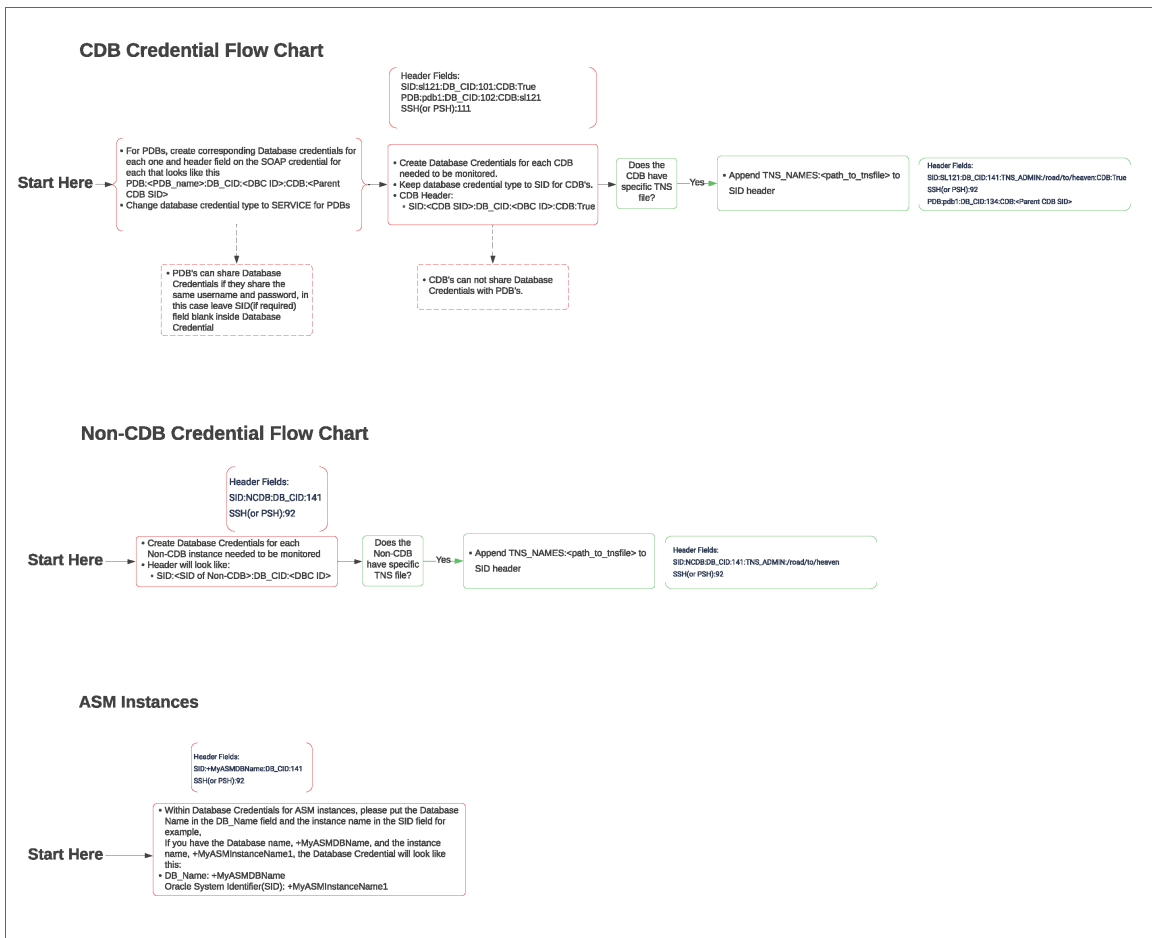 CDB Credential Flow Chart
Header Fields:
SID:sl121:DB_CID:101:CDB:True
PDB:pdb1:DB_CID:102:CDB:sl121
SSH(or PSH):111
Start Here
• For PDBs, create corresponding Database credentials for
each one and header field on the SOAP credential for
each that looks like this
PDB:<PDB_name>:DB_CID:<DBC ID>:CDB:<Parent
CDB SID>
• Change database credential type to SERVICE for PDBs
• Create Database Credentials for each CDB
needed to be monitored.
• Keep database credential type to SID for CDB's.
• CDB Header:
• SID:<CDB SID>:DB_CID:<DBC ID>:CDB:True
Does the
CDB have
specific TNS
file?
Yes
• Append TNS_NAMES:<path_to_tnsfile> to
SID header
Header Fields:
SID:SL121:DB_CID:141:TNS_ADMIN:/road/to/heaven:CDB:True
SSH(or PSH):92
PDB:pdb1:DB_CID:134:CDB:<Parent CDB SID>
• PDB's can share Database
Credentials if they share the
same username and password, in
this case leave SID(if required)
field blank inside Database
Credential
• CDB's can not share Database
Credentials with PDB's.
Non-CDB Credential Flow Chart
Header Fields:
SID:NCDB:DB_CID:141
SSH(or PSH):92
Start Here
• Create Database Credentials for each
Non-CDB instance needed to be monitored
• Header will look like:
• SID:<SID of Non-CDB>:DB_CID:<DBC ID>
Does the
Non-CDB
have specific
TNS file?
Yes
• Append TNS_NAMES:<path_to_tnsfile> to
SID header
Header Fields:
SID:NCDB:DB_CID:141:TNS_ADMIN:/road/to/heaven
SSH(or PSH):92
ASM Instances
Header Fields:
SID:+MyASMDBName:DB_CID:141
SSH(or PSH):92
Start Here
• Within Database Credentials for ASM instances, please put the Database
Name in the DB_Name field and the instance name in the SID field for
example,
If you have the Database name, +MyASMDBName, and the instance
name, +MyASMInstanceName1, the Database Credential will look like
this:
• DB_Name: +MyASMDBName
Oracle System Identifier(SID): +MyASMInstanceName1